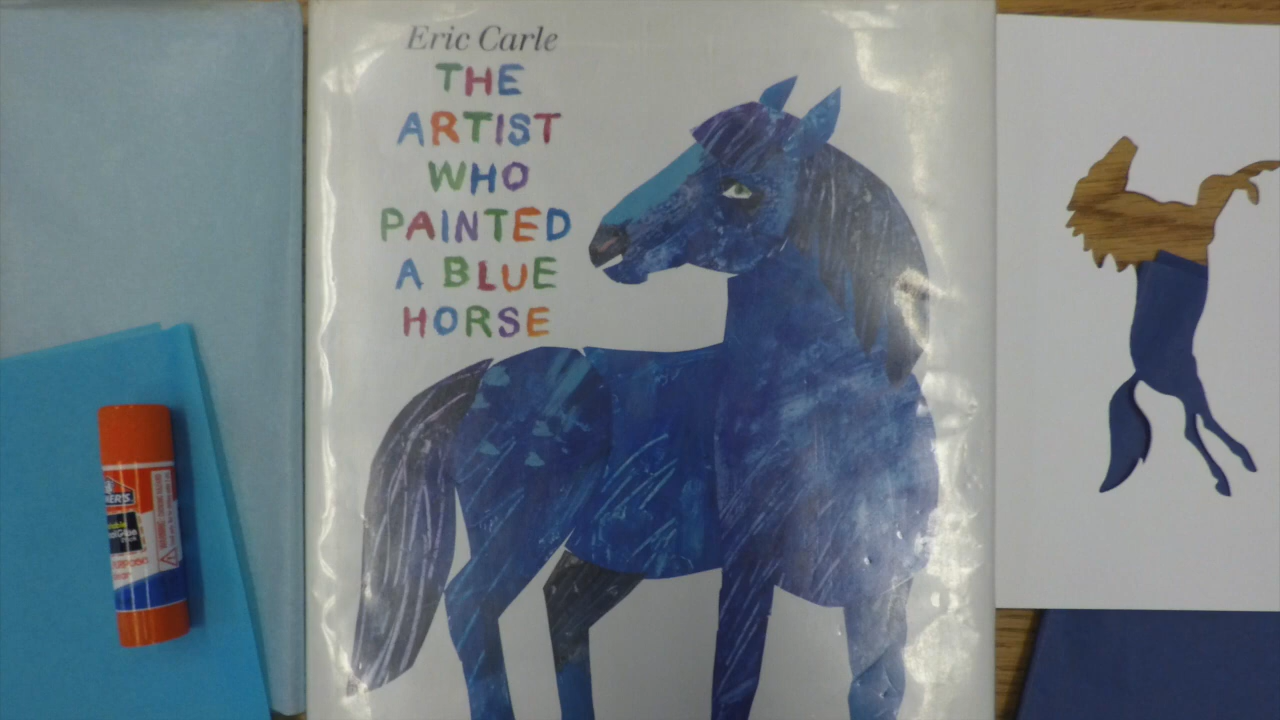 Eric Carle
THE
ARTIST
WHO
PAINTED
A BLUE
HORSE